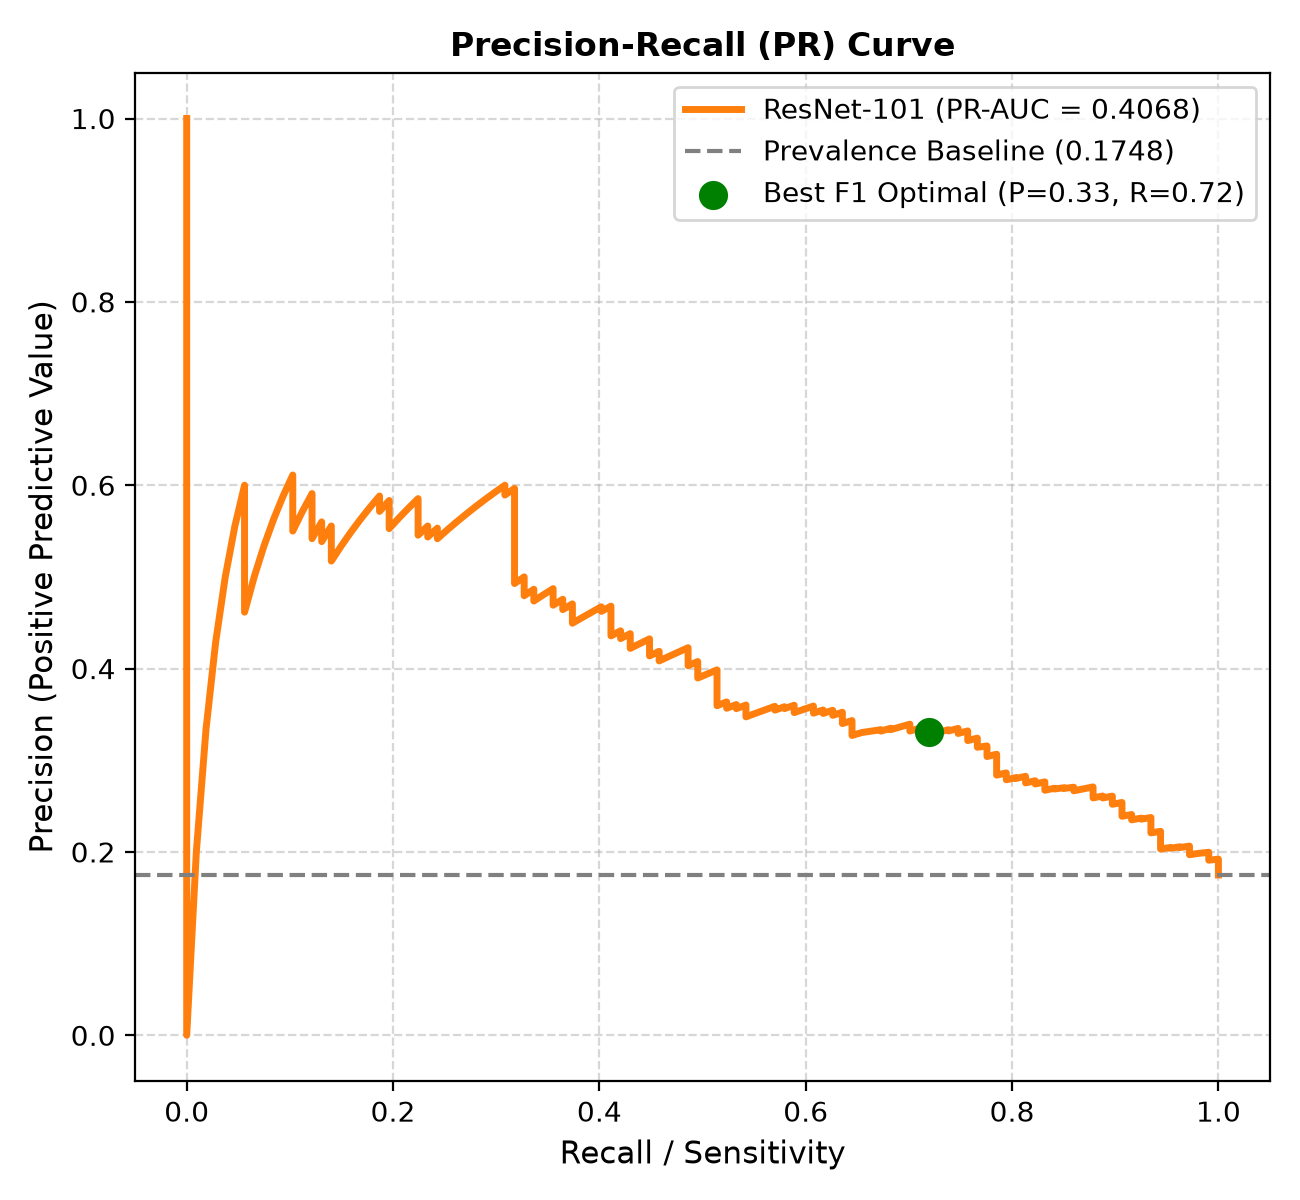 Precision-Recall (PR) Curve
ResNet-101 (PR-AUC = 0.4068)
Prevalence Baseline (0.1748)
Best F1 Optimal (P=0.33, R=0.72)
Precision (Positive Predictive Value)
1.0
0.8
0.6
0.4
0.2
0.0
0.0 0.2 0.4 0.6 0.8 1.0
Recall / Sensitivity